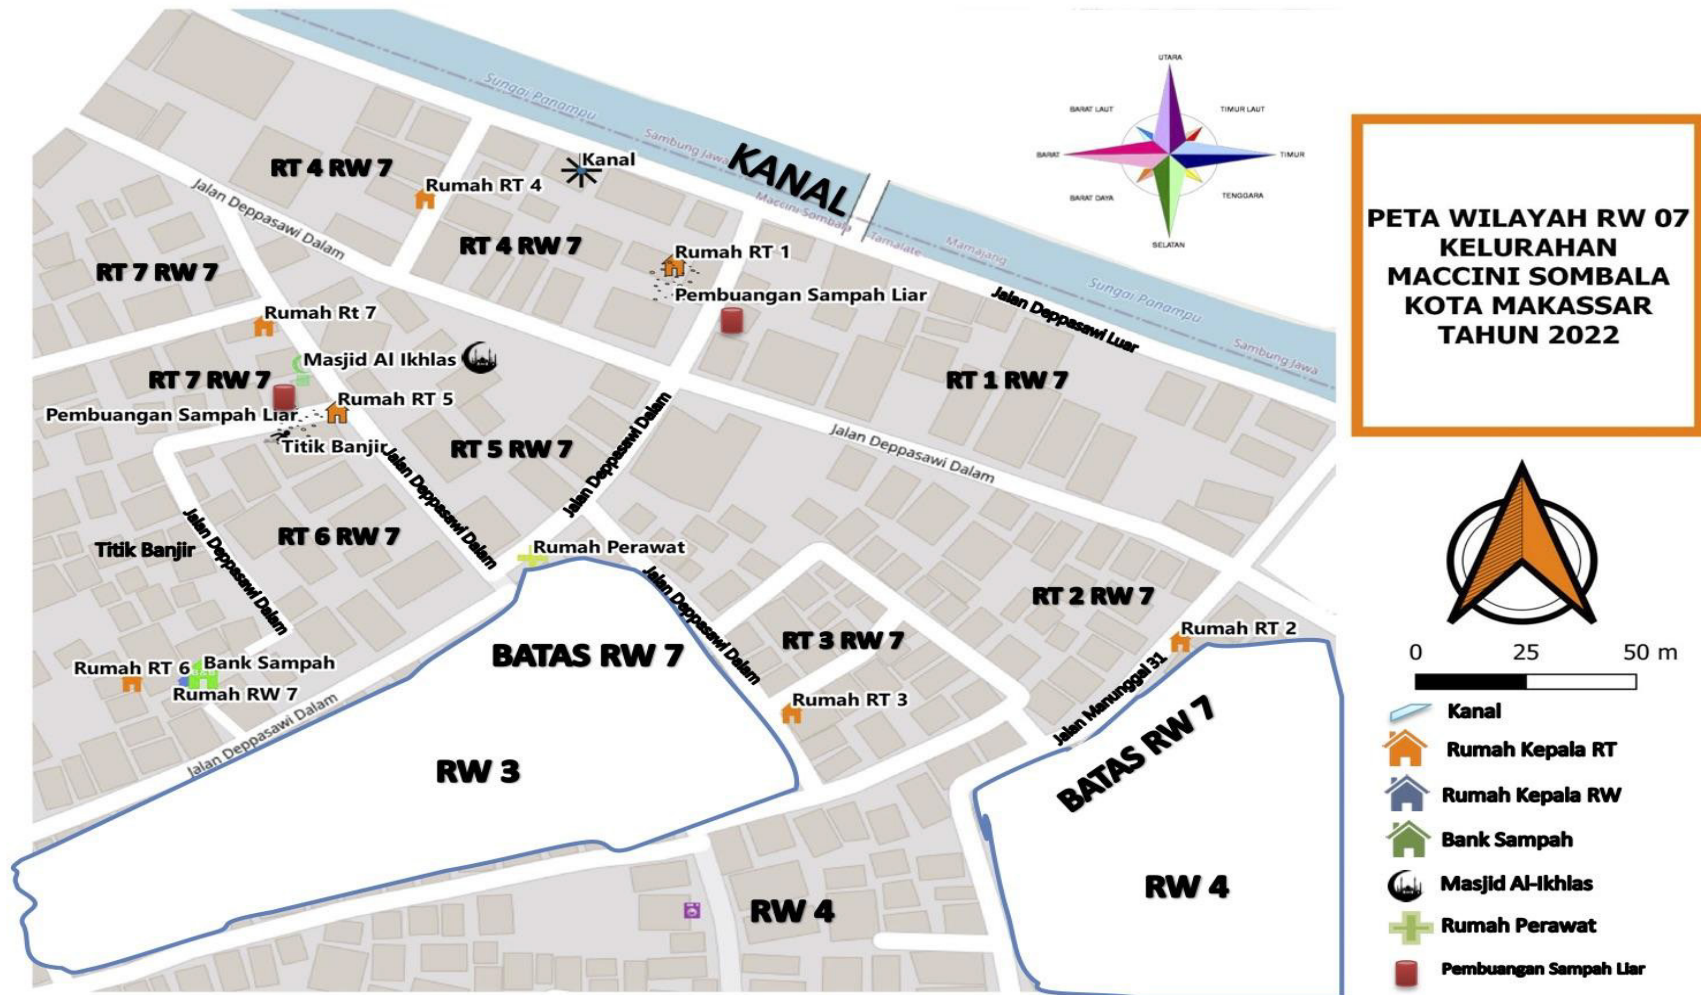 Sungai Panampu
Sambung Jawa
KANAL
Maccini Sombala
Tamalate
Mamajang
Sungai Panampu
Sambung Jawa
UTARA
BARAT LAUT
TIMUR LAUT
BARAT
TIMUR
BARAT DAYA
TENGGARA
SELATAN
PETA WILAYAH RW 07
KELURAHAN
MACCINI SOMBALA
KOTA MAKASSAR
TAHUN 2022
RT 4 RW 7
Kanal
Rumah RT 4
Jalan Deppasawi Dalam
RT 4 RW 7
Rumah RT 1
RT 7 RW 7
Pembuangan Sampah Liar
Jalan Deppasawi Luar
Rumah Rt 7
Masjid Al Ikhlas
RT 7 RW 7
RT 1 RW 7
Rumah RT 5
Pembuangan Sampah Liar
Titik Banjir
RT 5 RW 7
Jalan Deppasawi Dalam
Jalan Deppasawi Dalam
Jalan Deppasawi Dalam
Jalan Deppasawi Dalam
RT 6 RW 7
Titik Banjir
Rumah Perawat
Jalan Deppasawi Dalam
RT 2 RW 7
RT 3 RW 7
Rumah RT 2
BATAS RW 7
Rumah RT 6
Bank Sampah
Rumah RW 7
Rumah RT 3
Jalan Manunggal 31
Jalan Deppasawi Dalam
BATAS RW 7
RW 3
RW 4
RW 4
0 25 50 m
Kanal
Rumah Kepala RT
Rumah Kepala RW
Bank Sampah
Masjid Al-Ikhlas
Rumah Perawat
Pembuangan Sampah Liar